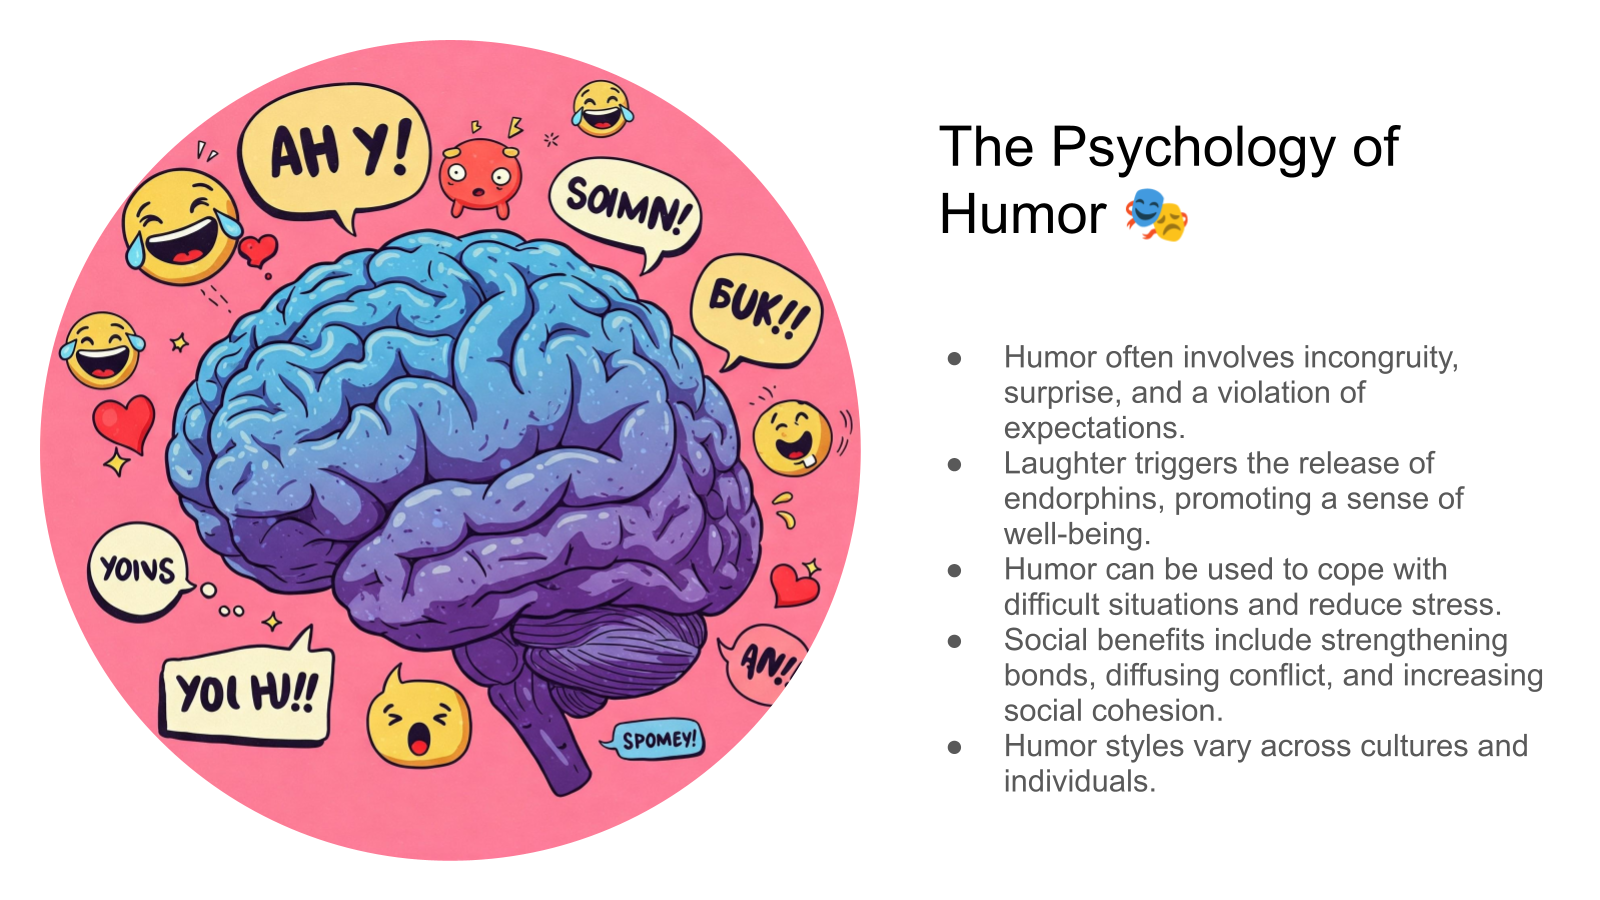 AH Y!
SOIMN!
БUK!!
YOINS
YOI HU!!
AN!!
SPOMEY!
The Psychology of
Humor 🎭
● Humor often involves incongruity,
surprise, and a violation of
expectations.
● Laughter triggers the release of
endorphins, promoting a sense of
well-being.
● Humor can be used to cope with
difficult situations and reduce stress.
● Social benefits include strengthening
bonds, diffusing conflict, and increasing
social cohesion.
● Humor styles vary across cultures and
individuals.